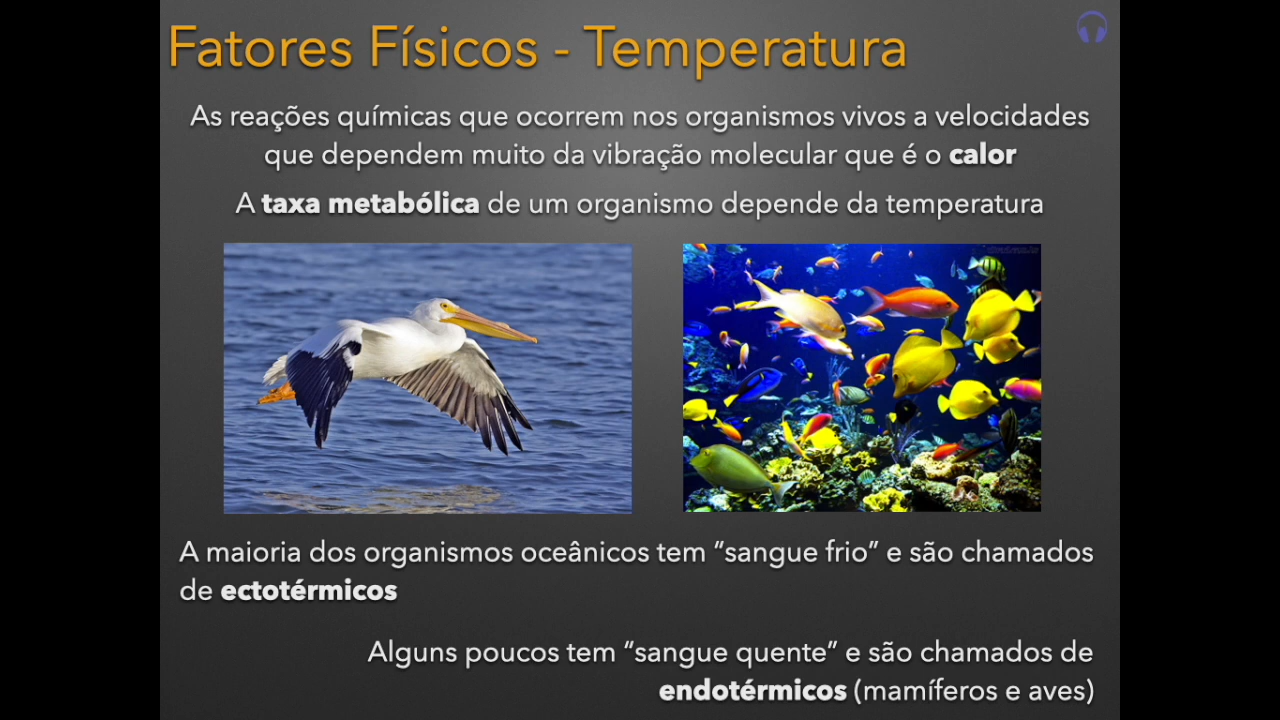 Fatores Físicos - Temperatura
As reações químicas que ocorrem nos organismos vivos a velocidades
que dependem muito da vibração molecular que é o calor
A taxa metabólica de um organismo depende da temperatura
A maioria dos organismos oceânicos tem “sangue frio” e são chamados
de ectotérmicos
Alguns poucos tem “sangue quente” e são chamados de
endotérmicos (mamíferos e aves)